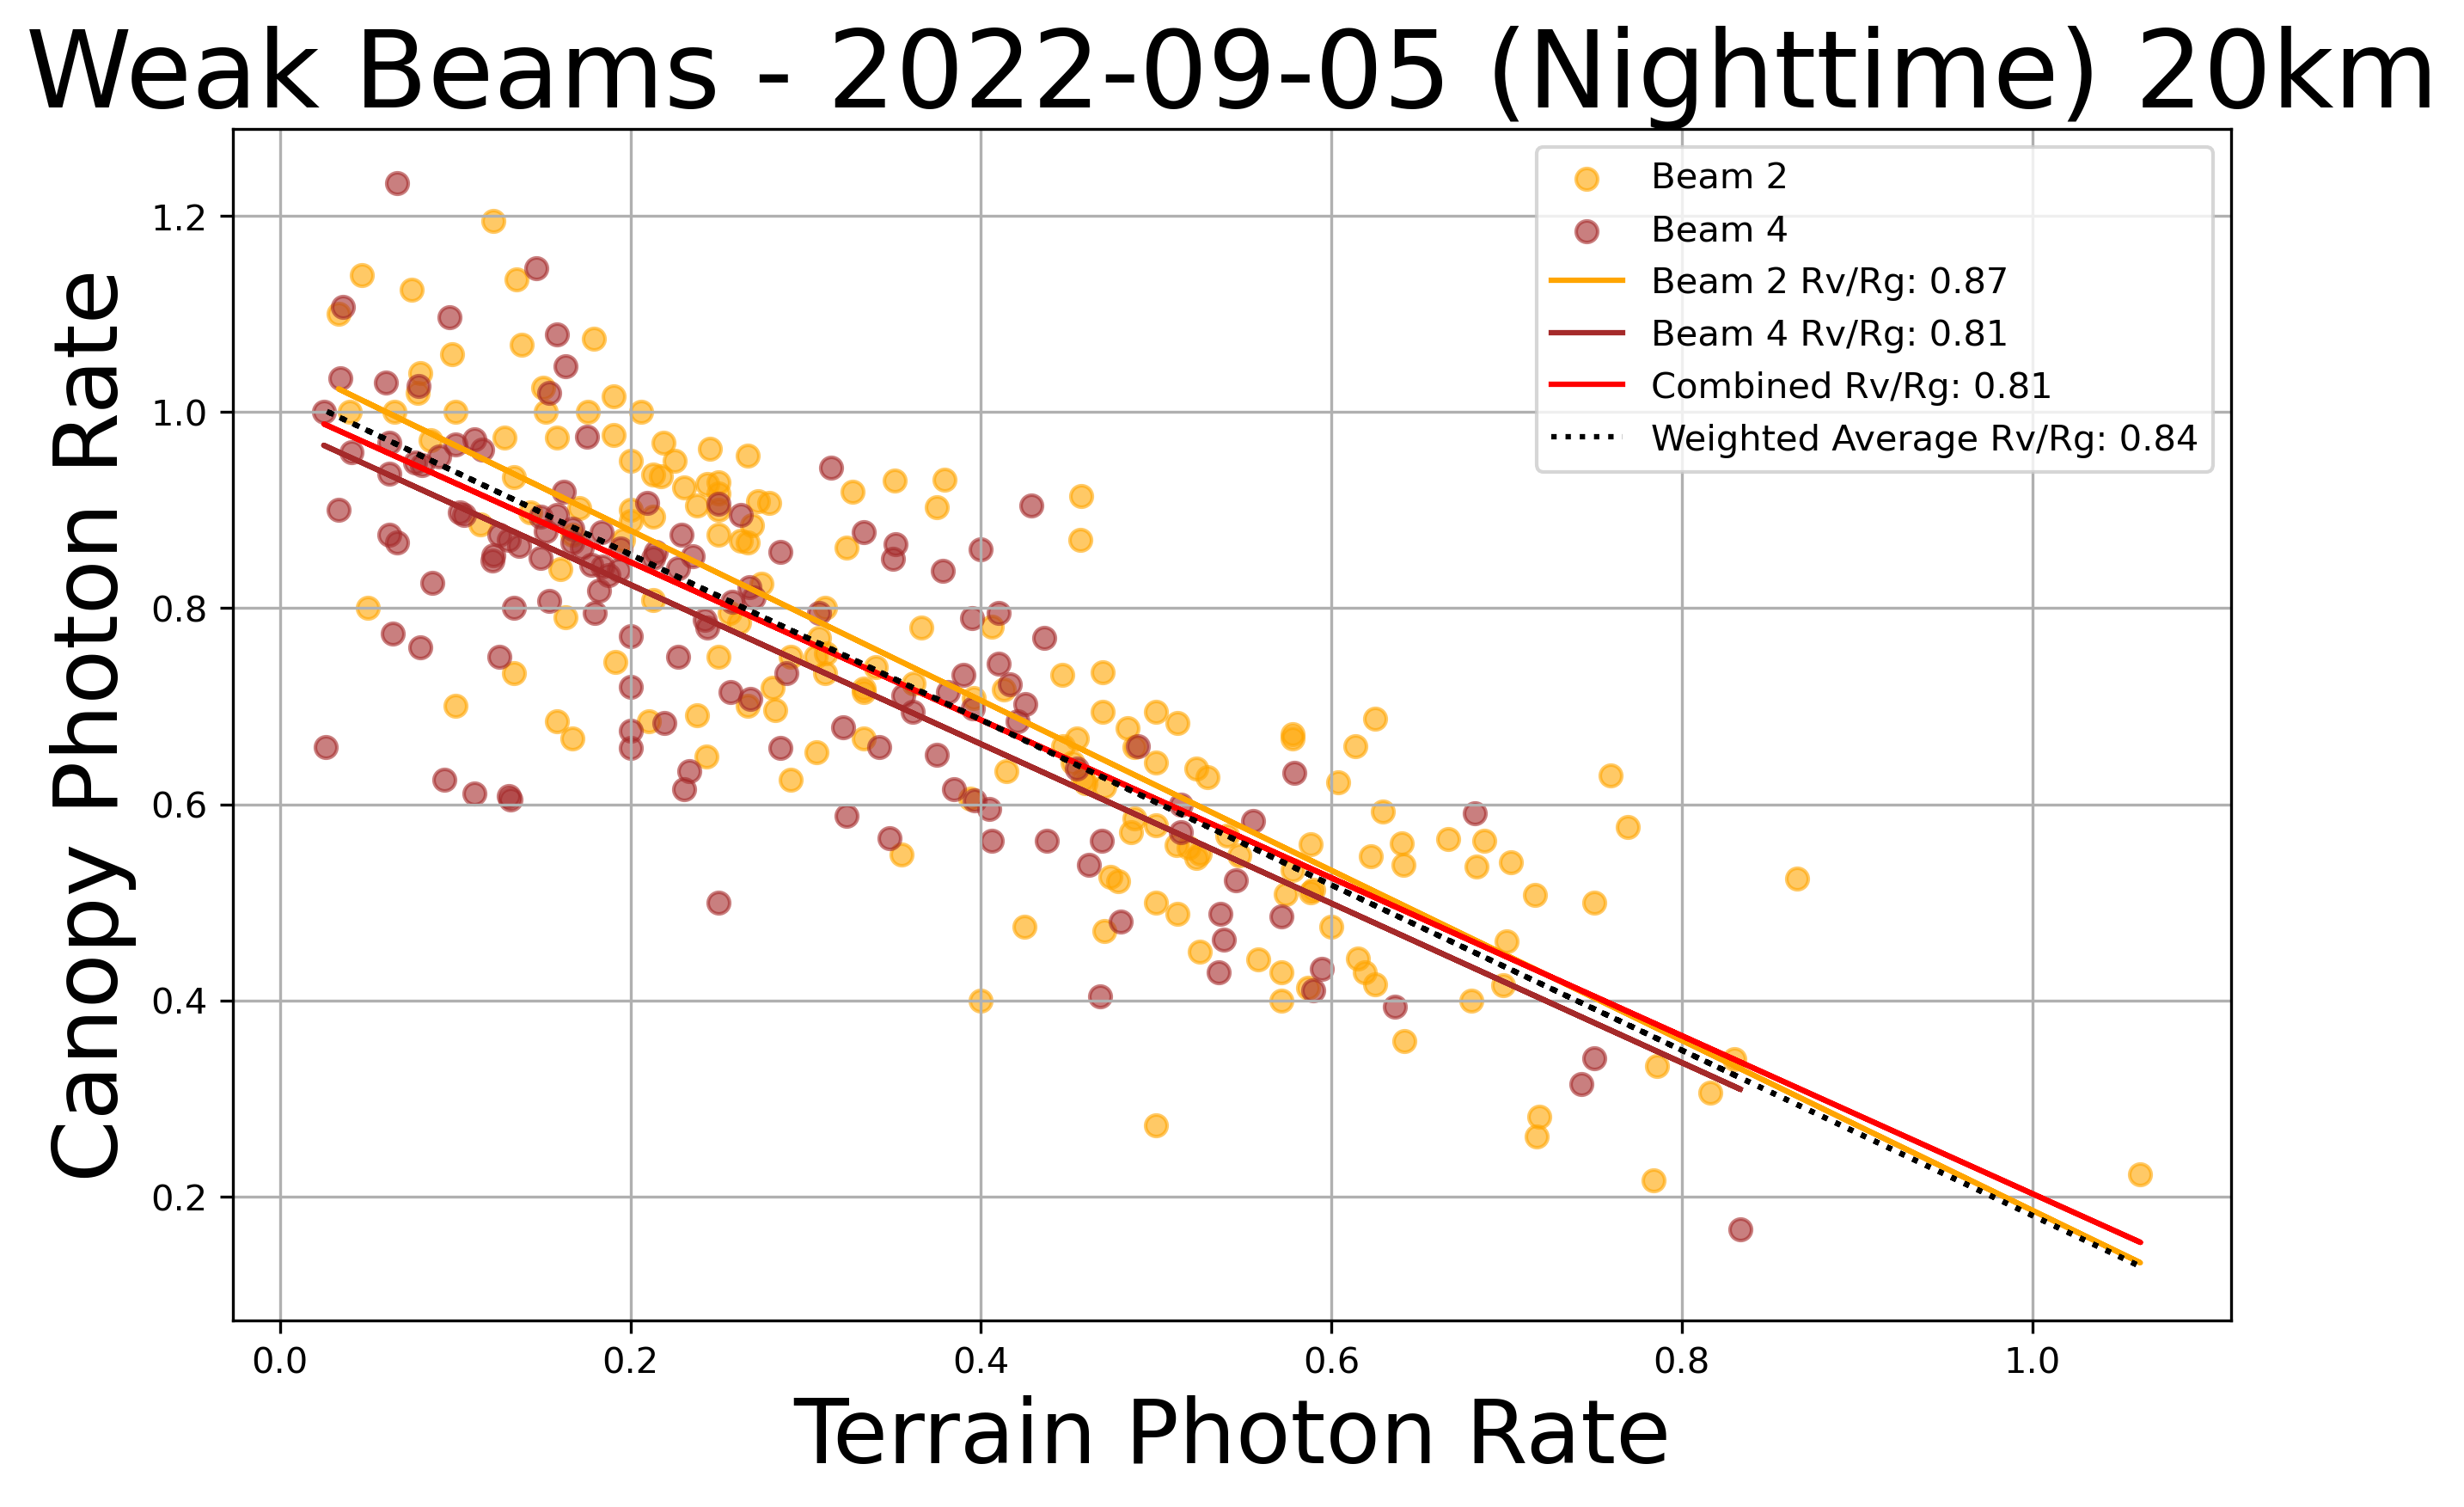 Weak Beams - 2022-09-05 (Nighttime) 20km
Canopy Photon Rate
1.2
1.0
0.8
0.6
0.4
0.2
Beam 2
Beam 4
Beam 2 Rv/Rg: 0.87
Beam 4 Rv/Rg: 0.81
Combined Rv/Rg: 0.81
Weighted Average Rv/Rg: 0.84
0.0 0.2 0.4 0.6 0.8 1.0
Terrain Photon Rate